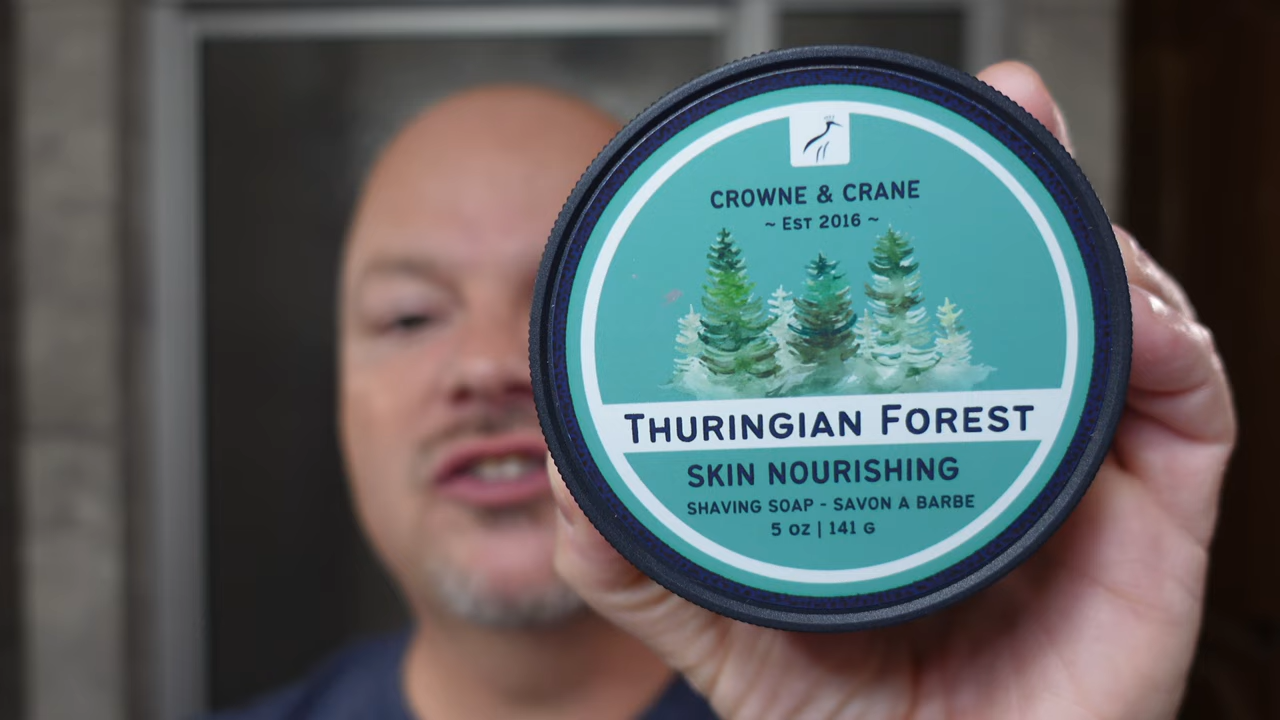 CROWNE & CRANE
~ EST 2016 ~
THURINGIAN FOREST
SKIN NOURISHING
SHAVING SOAP - SAVON A BARBE
5 OZ | 141 G